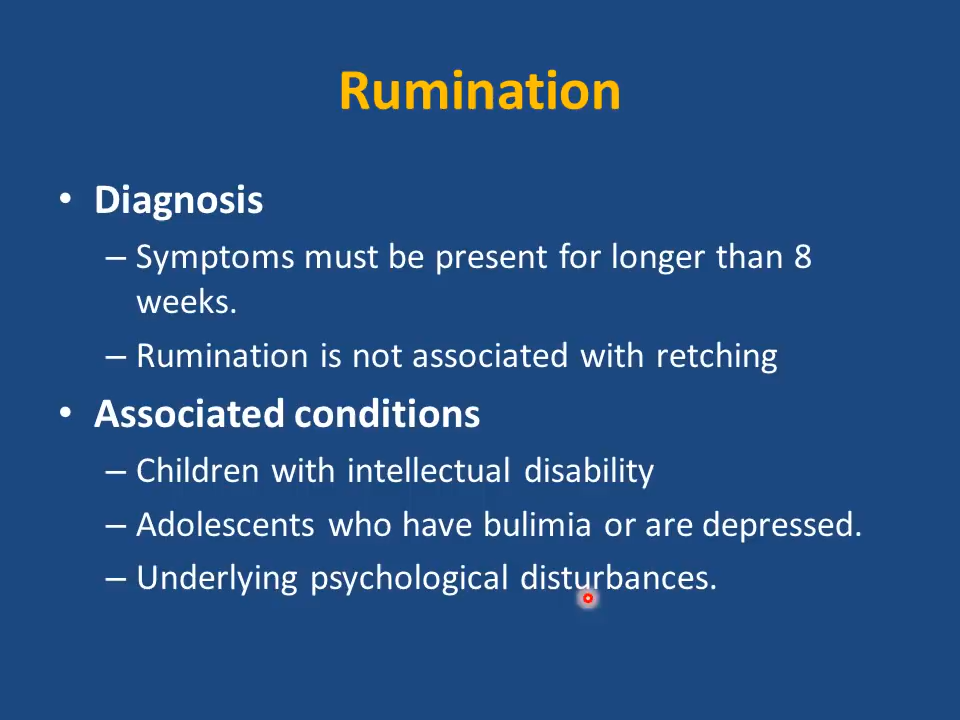 Rumination
• Diagnosis
– Symptoms must be present for longer than 8
weeks.
– Rumination is not associated with retching
• Associated conditions
– Children with intellectual disability
– Adolescents who have bulimia or are depressed.
– Underlying psychological disturbances.